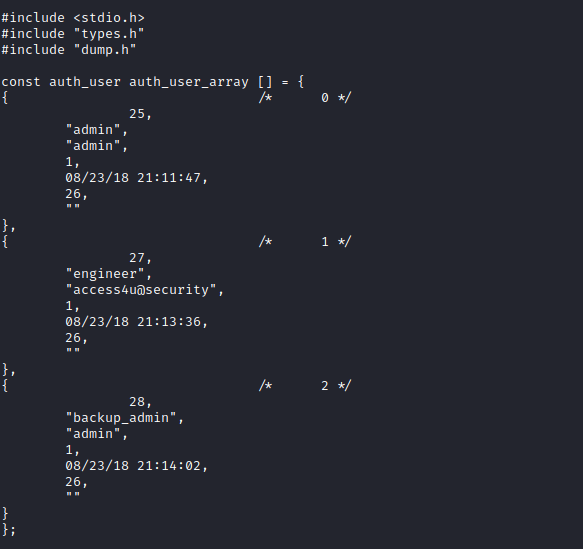 #include <stdio.h>
#include "types.h"
#include "dump.h"

const auth_user auth_user_array [] = {
{                               /*      0 */
                25,
        "admin",
        "admin",
        1,
        08/23/18 21:11:47,
        26,
        ""
},
{                               /*      1 */
                27,
        "engineer",
        "access4u@security",
        1,
        08/23/18 21:13:36,
        26,
        ""
},
{                               /*      2 */
                28,
        "backup_admin",
        "admin",
        1,
        08/23/18 21:14:02,
        26,
        ""
}
};